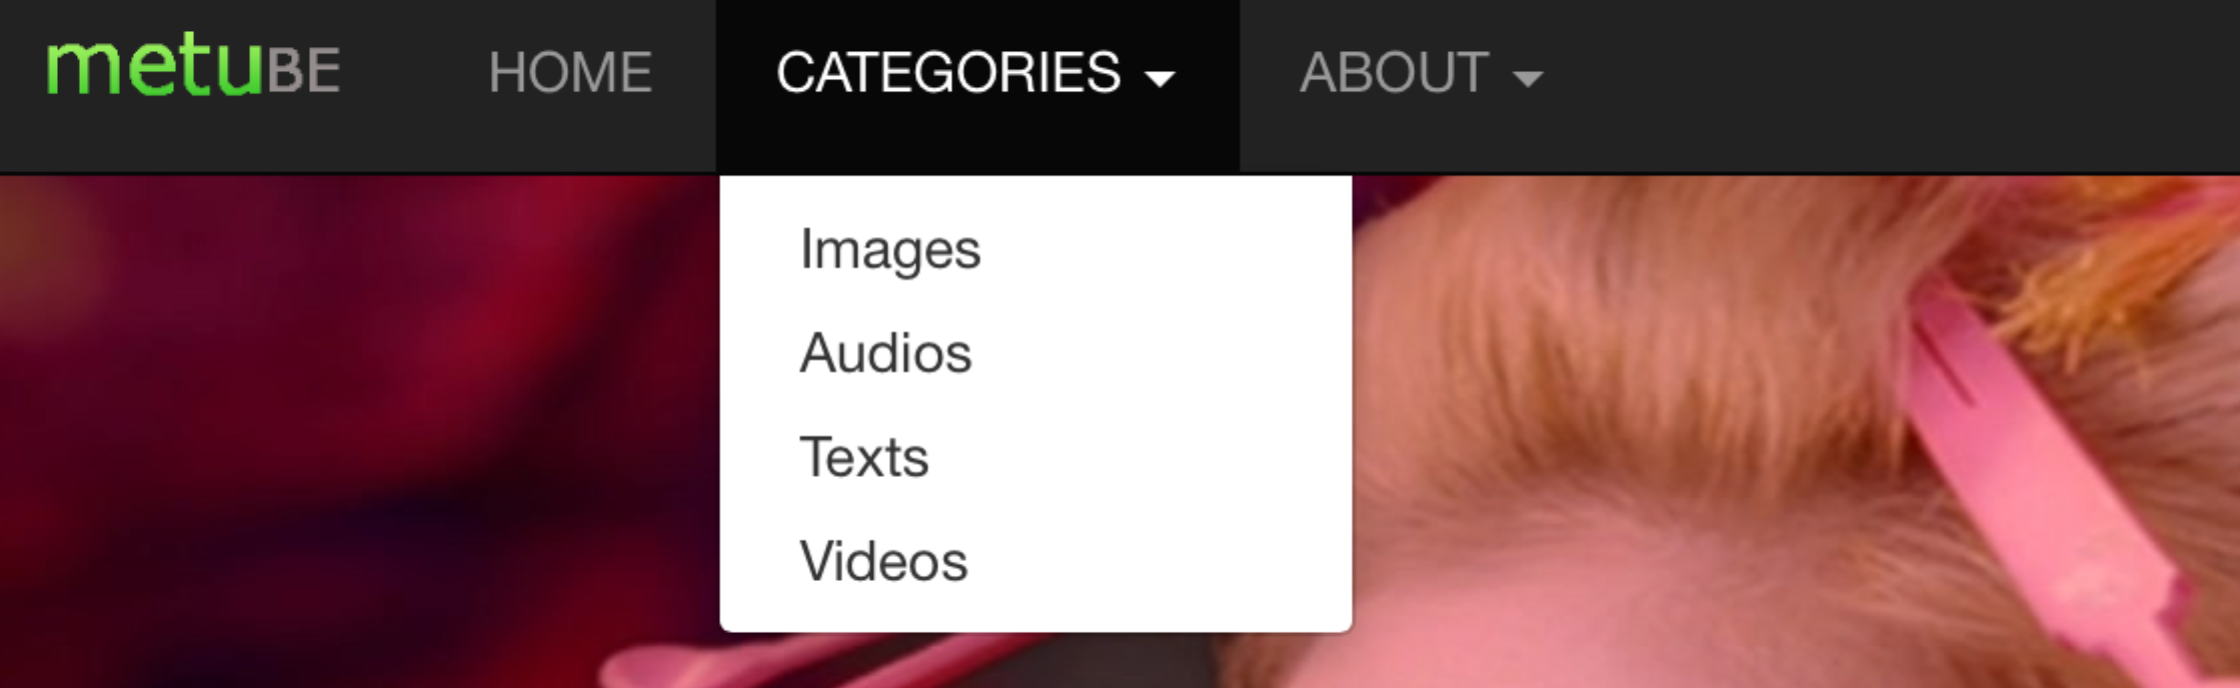 metuBE HOME CATEGORIES ABOUT
Images
Audios
Texts
Videos